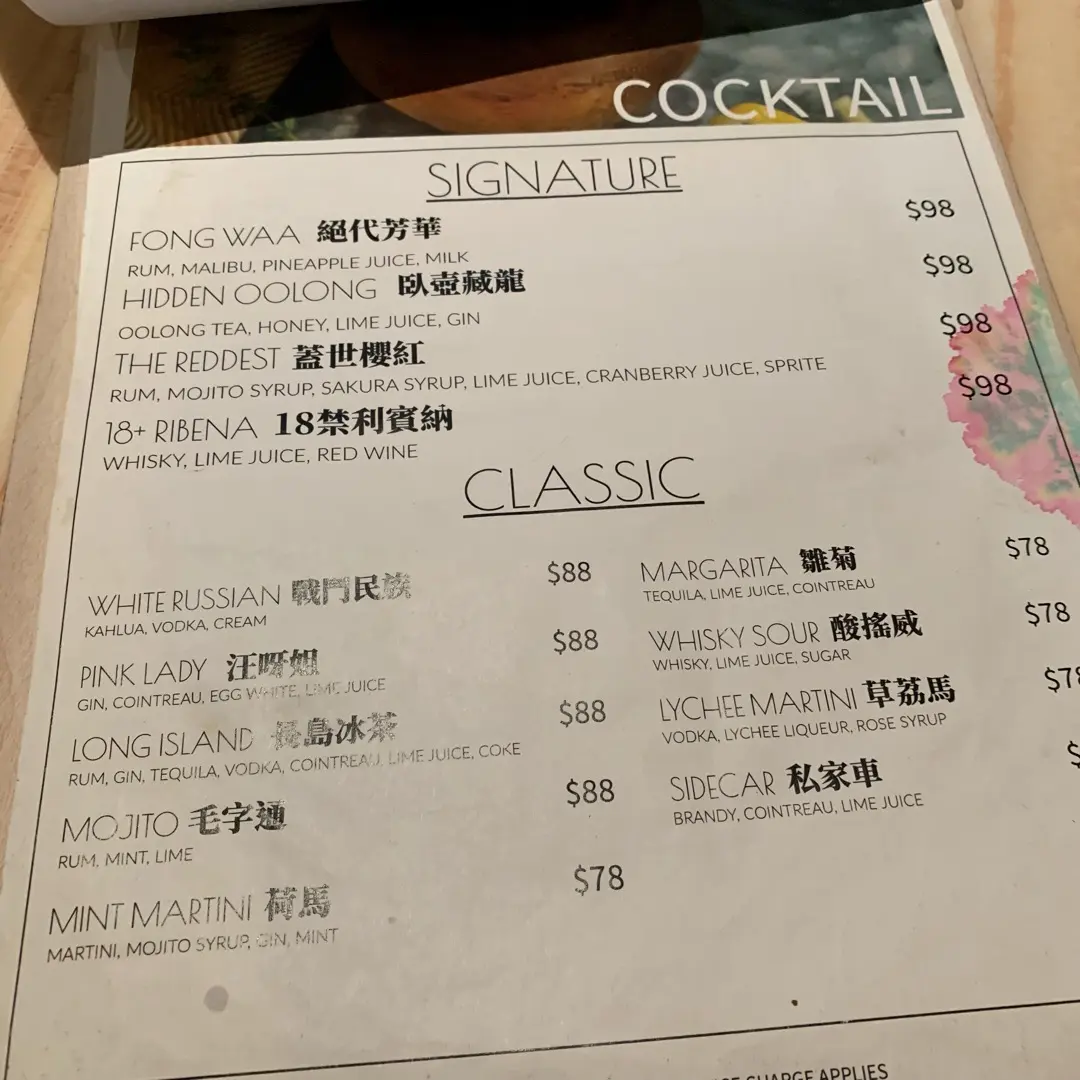 COCKTAIL
SIGNATURE
FONG WAA 絕代芳華 $98
RUM, MALIBU, PINEAPPLE JUICE, MILK
HIDDEN OOLONG 臥壺藏龍 $98
OOLONG TEA, HONEY, LIME JUICE, GIN
THE REDDEST 蓋世櫻紅 $98
RUM, MOJITO SYRUP, SAKURA SYRUP, LIME JUICE, CRANBERRY JUICE, SPRITE
18+ RIBENA 18禁利賓納 $98
WHISKY, LIME JUICE, RED WINE
CLASSIC
WHITE RUSSIAN 戰鬥民族 $88
KAHLUA, VODKA, CREAM
PINK LADY 汪呀姐 $88
GIN, COINTREAU, EGG WHITE, LIME JUICE
LONG ISLAND 長島冰茶 $88
RUM, GIN, TEQUILA, VODKA, COINTREAU, LIME JUICE, COKE
MOJITO 毛字通 $88
RUM, MINT, LIME
MINT MARTINI 荷馬 $78
MARTINI, MOJITO SYRUP, GIN, MINT
MARGARITA 雛菊 $78
TEQUILA, LIME JUICE, COINTREAU
WHISKY SOUR 酸搖威 $78
WHISKY, LIME JUICE, SUGAR
LYCHEE MARTINI 草荔馬 $78
VODKA, LYCHEE LIQUEUR, ROSE SYRUP
SIDECAR 私家車 $
BRANDY, COINTREAU, LIME JUICE
CHARGE APPLIES